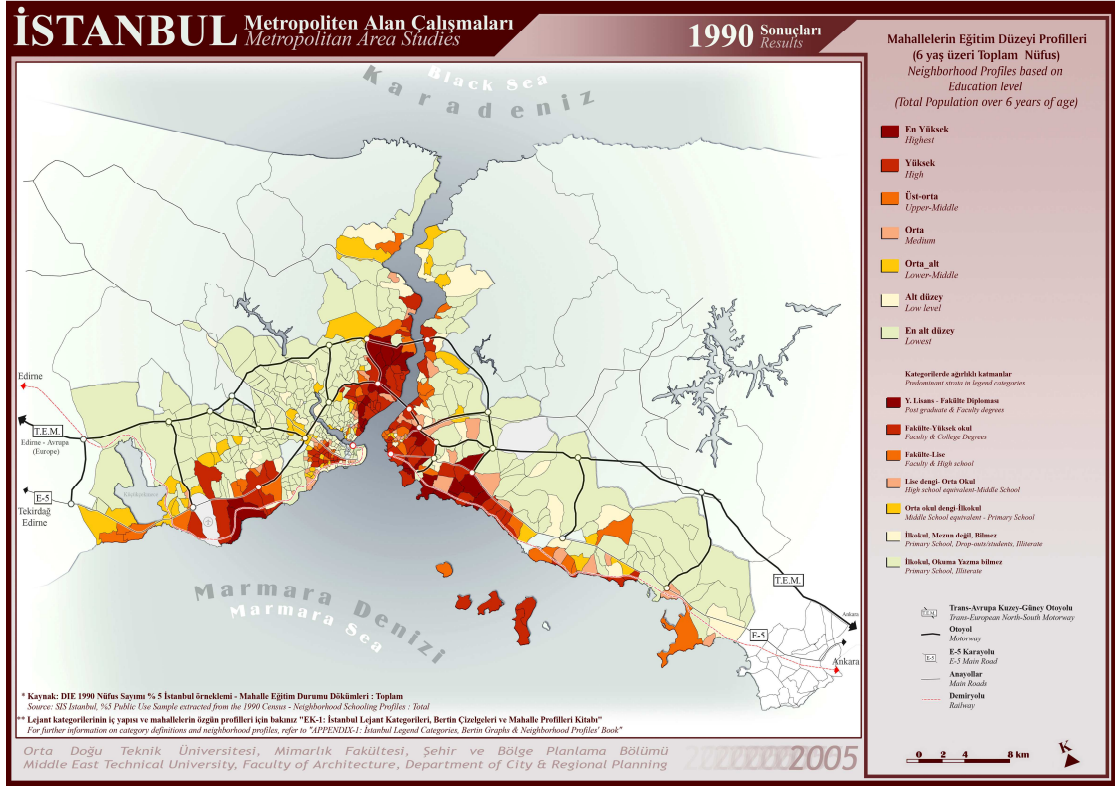 İSTANBUL
Metropoliten Alan Çalışmaları
Metropolitan Area Studies
1990
Sonuçları
Results
Black Sea
Karadeniz
Edirne
T.E.M.
Edirne - Avrupa
(Europe)
E-5
Tekirdağ
Edirne
Marmara Denizi
Marmara Sea
T.E.M.
E-5
Ankara
Ankara
* Kaynak: DIE 1990 Nüfus Sayımı % 5 İstanbul örneklemi - Mahalle Eğitim Durumu Dökümleri : Toplam
Source: SIS Istanbul, %5 Public Use Sample extracted from the 1990 Census - Neighborhood Schooling Profiles : Total
** Lejant kategorilerinin iç yapısı ve mahallelerin özgün profilleri için bakınız "EK-1: İstanbul Lejant Kategorileri, Bertin Çizelgeleri ve Mahalle Profilleri Kitabı"
For further information on category definitions and neighborhood profiles, refer to "APPENDIX-1: Istanbul Legend Categories, Bertin Graphs & Neighborhood Profiles' Book"
Orta Doğu Teknik Üniversitesi, Mimarlık Fakültesi, Şehir ve Bölge Planlama Bölümü
Middle East Technical University, Faculty of Architecture, Department of City & Regional Planning
2005
Mahallelerin Eğitim Düzeyi Profilleri
(6 yaş üzeri Toplam Nüfus)
Neighborhood Profiles based on
Education level
(Total Population over 6 years of age)
En Yüksek
Highest
Yüksek
High
Üst-orta
Upper-Middle
Orta
Medium
Orta_alt
Lower-Middle
Alt düzey
Low level
En alt düzey
Lowest
Kategorilerde ağırlıklı katmanlar
Predominant strata in legend categories
Y. Lisans - Fakülte Diploması
Post graduate & Faculty degrees
Fakülte-Yüksek okul
Faculty & College Degrees
Fakülte-Lise
Faculty & High school
Lise dengi- Orta Okul
High school equivalent-Middle School
Orta okul dengi-İlkokul
Middle School equivalent - Primary School
İlkokul, Mezun değil, Bilmez
Primary School, Drop-outs/students, Illiterate
İlkokul, Okuma Yazma bilmez
Primary School, Illiterate
T.E.M.
Trans-Avrupa Kuzey-Güney Otoyolu
Trans-European North-South Motorway
Otoyol
Motorway
E-5
E-5 Karayolu
E-5 Main Road
Anayollar
Main Roads
Demiryolu
Railway
0 2 4 8 km
K